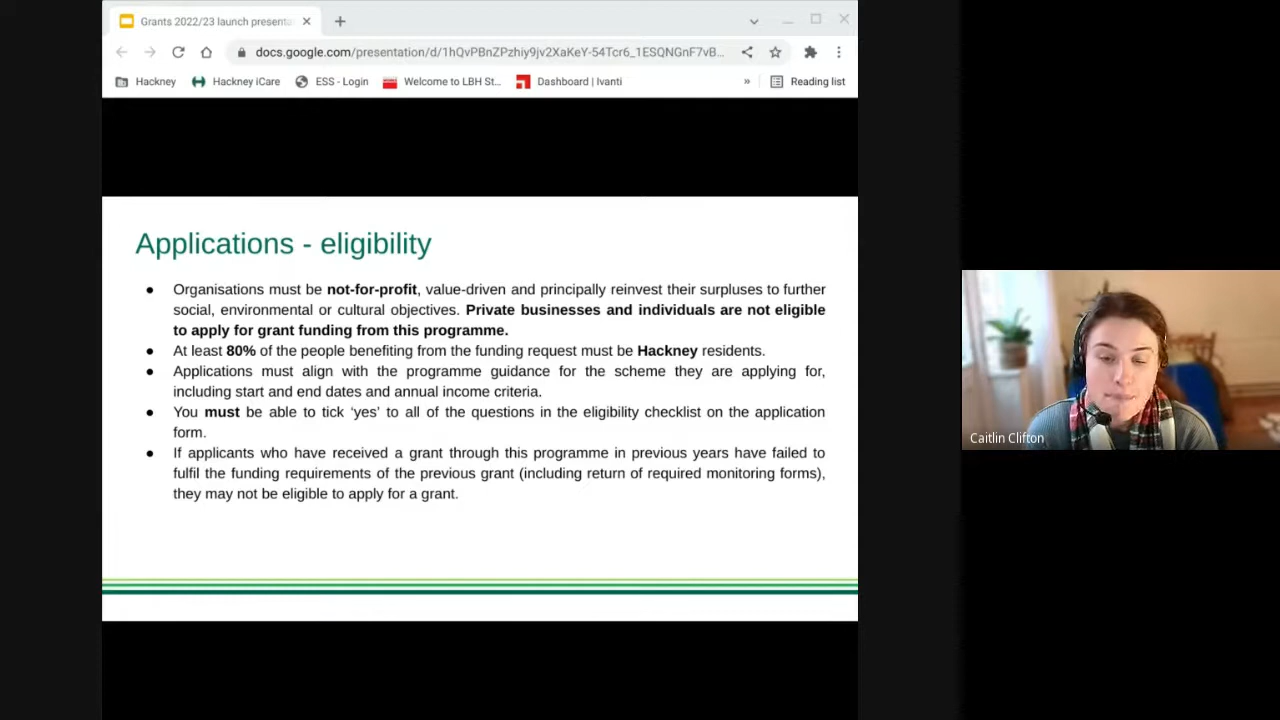 Grants 2022/23 launch presenta
docs.google.com/presentation/d/1hQvPBnZPzhiy9jv2XaKeY-54Tcr6_1ESQNGnF7vB...
Hackney Hackney iCare ESS - Login Welcome to LBH St... Dashboard | Ivanti » Reading list
Applications - eligibility
● Organisations must be not-for-profit, value-driven and principally reinvest their surpluses to further
social, environmental or cultural objectives. Private businesses and individuals are not eligible
to apply for grant funding from this programme.
● At least 80% of the people benefiting from the funding request must be Hackney residents.
● Applications must align with the programme guidance for the scheme they are applying for,
including start and end dates and annual income criteria.
● You must be able to tick ‘yes’ to all of the questions in the eligibility checklist on the application
form.
● If applicants who have received a grant through this programme in previous years have failed to
fulfil the funding requirements of the previous grant (including return of required monitoring forms),
they may not be eligible to apply for a grant.
Caitlin Clifton